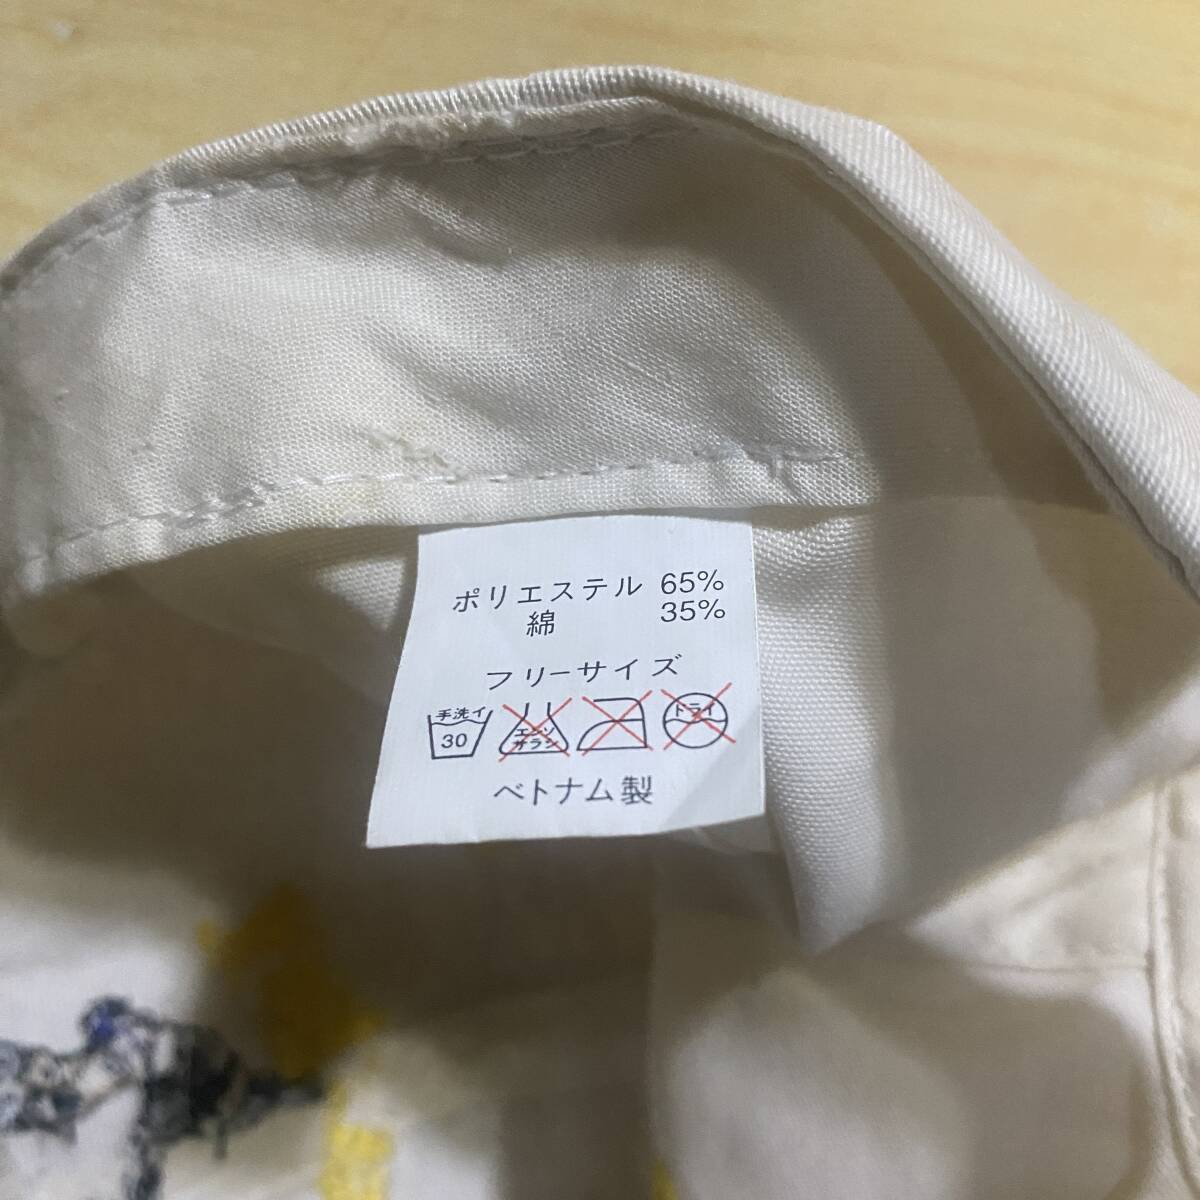 ポリエステル 65%
綿 35%
フリーサイズ
手洗イ
30
エンソ
サラシ
ドライ
ベトナム製